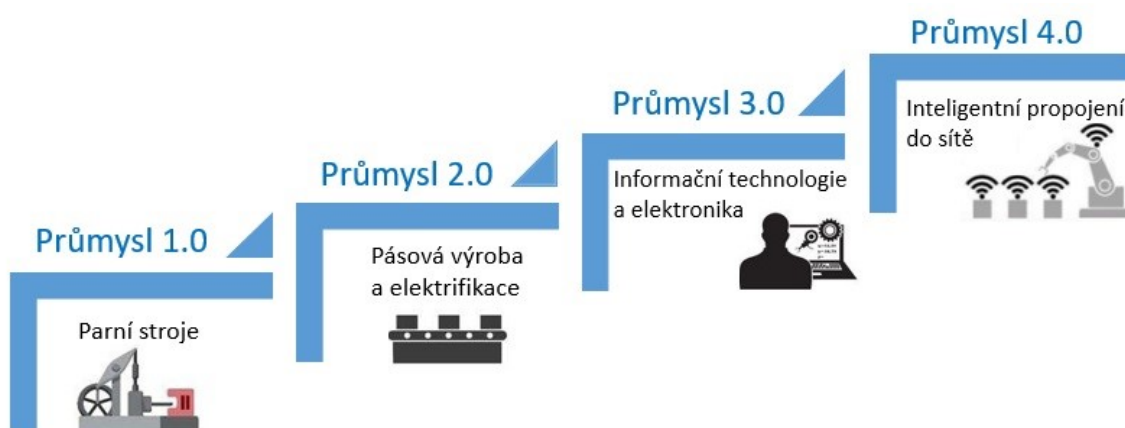 Průmysl 1.0
Parní stroje
Průmysl 2.0
Pásová výroba
a elektrifikace
Průmysl 3.0
Informační technologie
a elektronika
Průmysl 4.0
Inteligentní propojení
do sítě